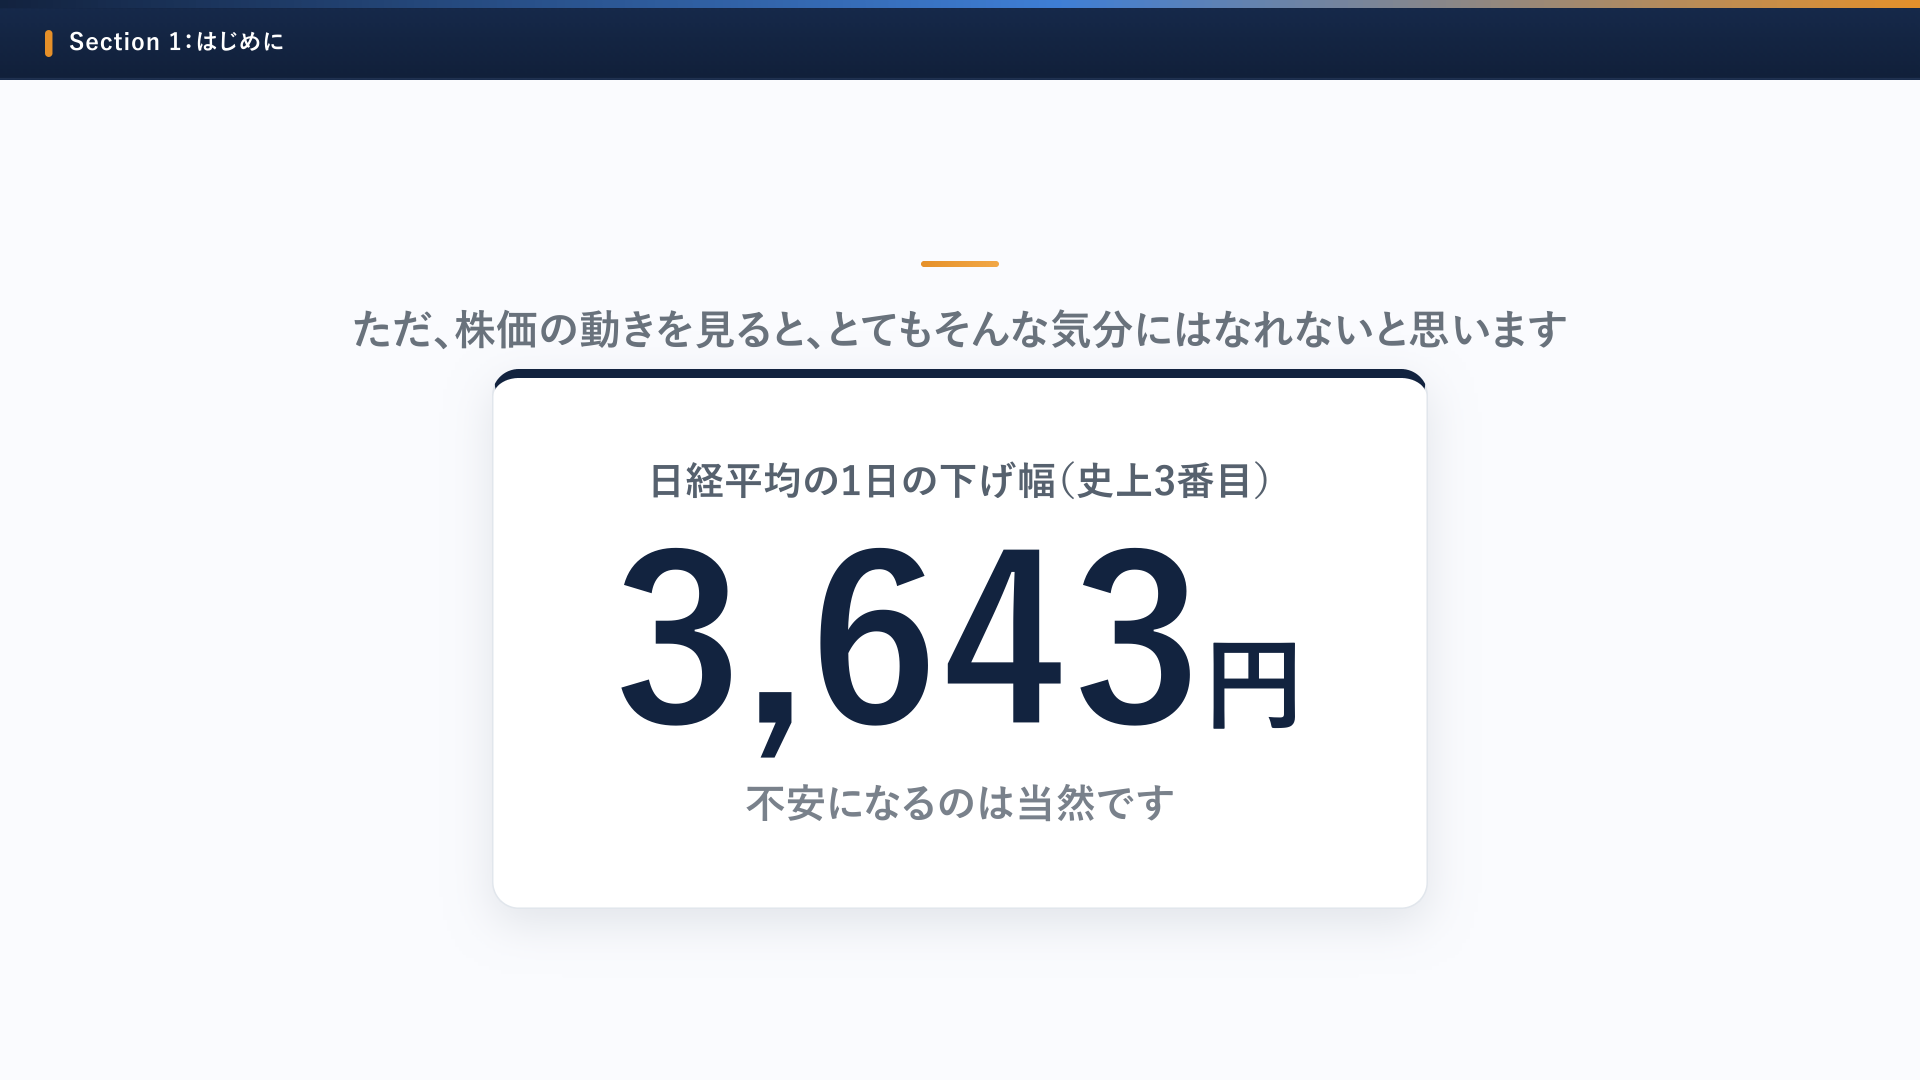 Section 1：はじめに
ただ、株価の動きを見ると、とてもそんな気分にはなれないと思います
日経平均の1日の下げ幅（史上3番目）
3,643円
不安になるのは当然です